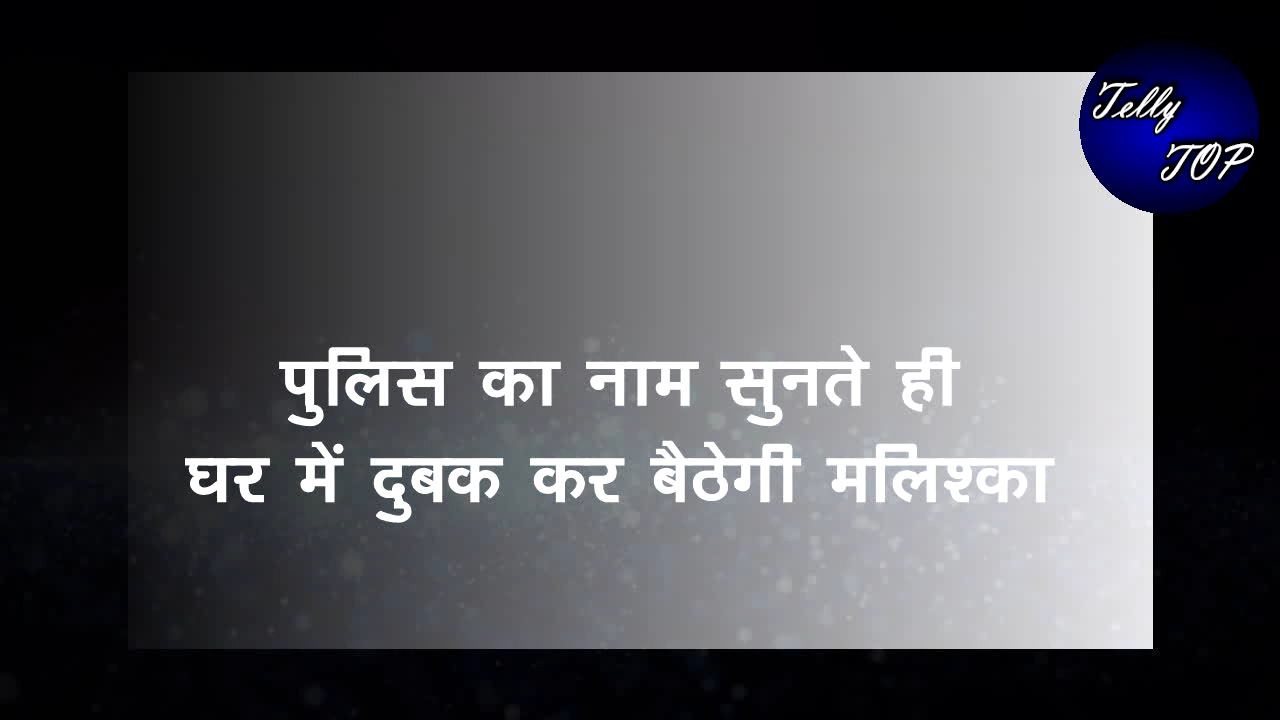 Telly
TOP
पुलिस का नाम सुनते ही
घर में दुबक कर बैठेगी मलिश्का